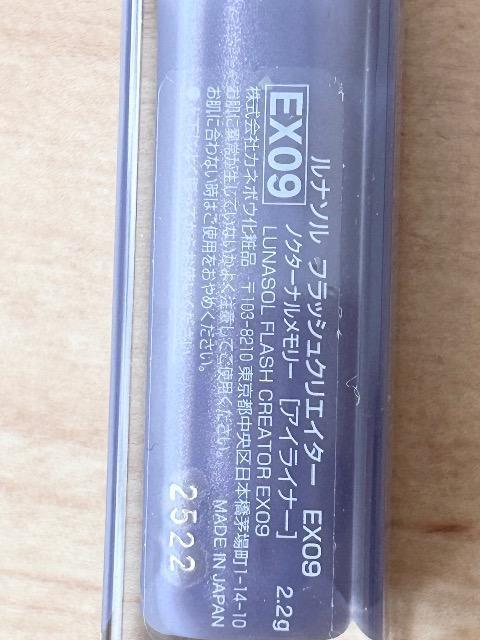 ルナソル フラッシュクリエイター EX09
ノクターナルメモリー [アイライナー] 2.2g
EX09
LUNASOL FLASH CREATOR EX09
株式会社カネボウ化粧品 〒103-8210 東京都中央区日本橋茅場町1-14-10
お肌に異常が生じていないかよく注意してご使用ください。 MADE IN JAPAN
お肌に合わない時はご使用をおやめください。
2522